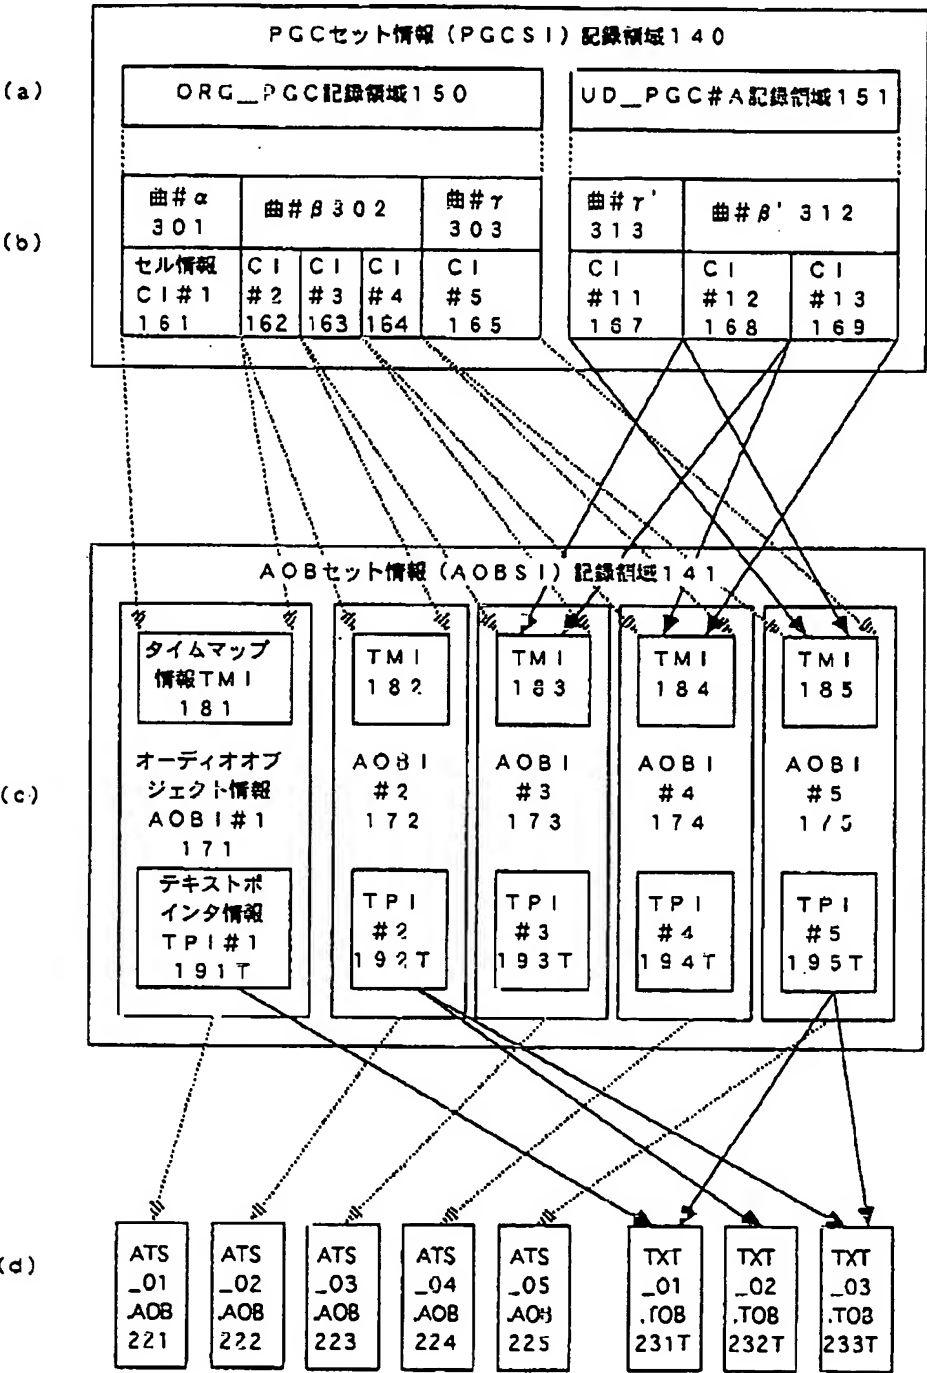 PGCセット情報(PGCSI)記録領域140
(a)
ORG__PGC記録領域150
UD__PGC#A記録領域151
(b)
曲#α
301
曲#β302
曲#γ
303
曲#γ'
313
曲#β' 312
セル情報
CI#1
161
CI
#2
162
CI
#3
163
CI
#4
164
CI
#5
165
CI
#11
167
CI
#12
168
CI
#13
169
AOBセット情報(AOBSI)記録領域141
(c)
タイムマップ
情報TMI
181
TMI
182
TMI
183
TMI
184
TMI
185
オーディオオブ
ジェクト情報
AOBI#1
171
AOBI
#2
172
AOBI
#3
173
AOBI
#4
174
AOBI
#5
175
テキストポ
インタ情報
TPI#1
191T
TPI
#2
192T
TPI
#3
193T
TPI
#4
194T
TPI
#5
195T
(d)
ATS
_01
.AOB
221
ATS
_02
.AOB
222
ATS
_03
.AOB
223
ATS
_04
.AOB
224
ATS
_05
.AOB
225
TXT
_01
.TOB
231T
TXT
_02
.TOB
232T
TXT
_03
.TOB
233T